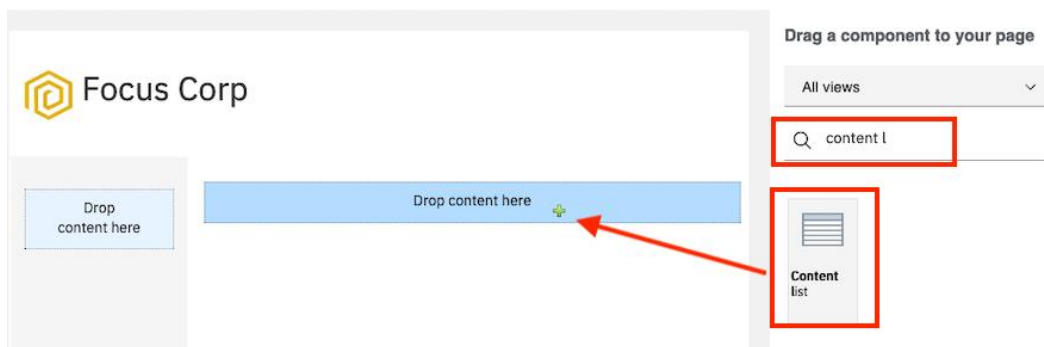 Drag a component to your page
Focus Corp
All views
content l
Drop
content here
Drop content here
Content
list